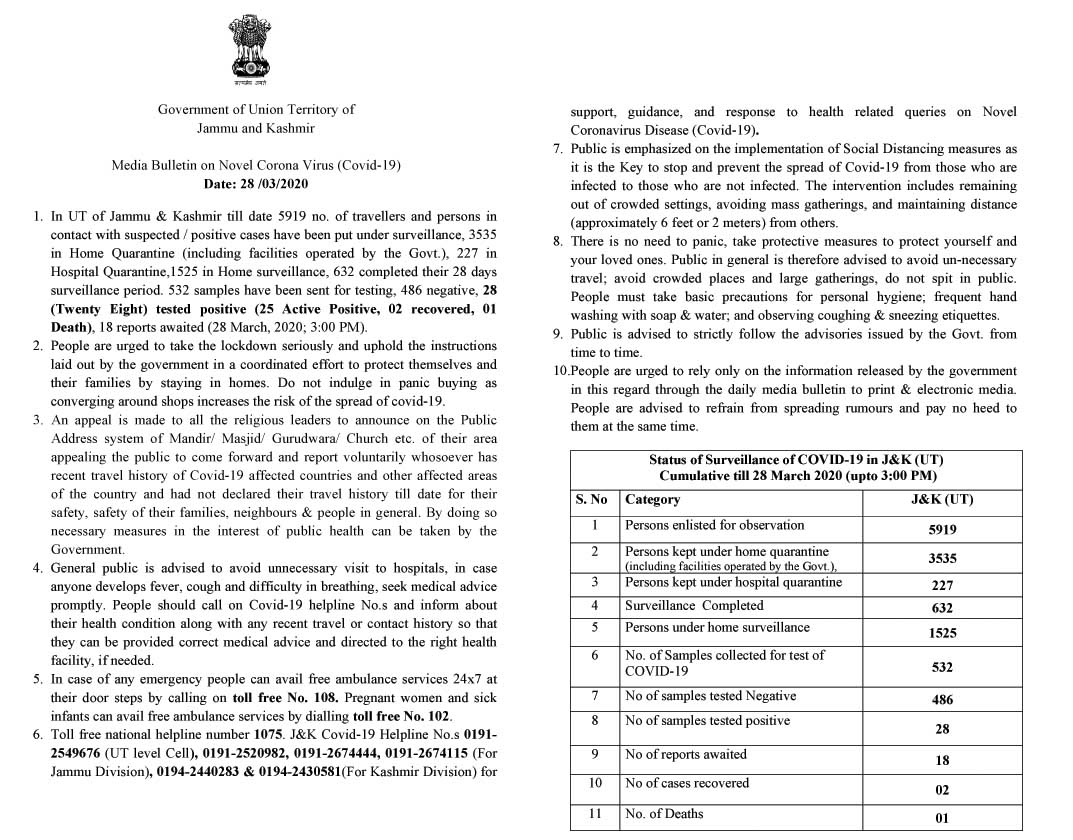 सत्यमेव जयते
Government of Union Territory of
Jammu and Kashmir
Media Bulletin on Novel Corona Virus (Covid-19)
Date: 28 /03/2020
1. In UT of Jammu & Kashmir till date 5919 no. of travellers and persons in
contact with suspected / positive cases have been put under surveillance, 3535
in Home Quarantine (including facilities operated by the Govt.), 227 in
Hospital Quarantine,1525 in Home surveillance, 632 completed their 28 days
surveillance period. 532 samples have been sent for testing, 486 negative, 28
(Twenty Eight) tested positive (25 Active Positive, 02 recovered, 01
Death), 18 reports awaited (28 March, 2020; 3:00 PM).
2. People are urged to take the lockdown seriously and uphold the instructions
laid out by the government in a coordinated effort to protect themselves and
their families by staying in homes. Do not indulge in panic buying as
converging around shops increases the risk of the spread of covid-19.
3. An appeal is made to all the religious leaders to announce on the Public
Address system of Mandir/ Masjid/ Gurudwara/ Church etc. of their area
appealing the public to come forward and report voluntarily whosoever has
recent travel history of Covid-19 affected countries and other affected areas
of the country and had not declared their travel history till date for their
safety, safety of their families, neighbours & people in general. By doing so
necessary measures in the interest of public health can be taken by the
Government.
4. General public is advised to avoid unnecessary visit to hospitals, in case
anyone develops fever, cough and difficulty in breathing, seek medical advice
promptly. People should call on Covid-19 helpline No.s and inform about
their health condition along with any recent travel or contact history so that
they can be provided correct medical advice and directed to the right health
facility, if needed.
5. In case of any emergency people can avail free ambulance services 24x7 at
their door steps by calling on toll free No. 108. Pregnant women and sick
infants can avail free ambulance services by dialling toll free No. 102.
6. Toll free national helpline number 1075. J&K Covid-19 Helpline No.s 0191-
2549676 (UT level Cell), 0191-2520982, 0191-2674444, 0191-2674115 (For
Jammu Division), 0194-2440283 & 0194-2430581(For Kashmir Division) for
support, guidance, and response to health related queries on Novel
Coronavirus Disease (Covid-19).
7. Public is emphasized on the implementation of Social Distancing measures as
it is the Key to stop and prevent the spread of Covid-19 from those who are
infected to those who are not infected. The intervention includes remaining
out of crowded settings, avoiding mass gatherings, and maintaining distance
(approximately 6 feet or 2 meters) from others.
8. There is no need to panic, take protective measures to protect yourself and
your loved ones. Public in general is therefore advised to avoid un-necessary
travel; avoid crowded places and large gatherings, do not spit in public.
People must take basic precautions for personal hygiene; frequent hand
washing with soap & water; and observing coughing & sneezing etiquettes.
9. Public is advised to strictly follow the advisories issued by the Govt. from
time to time.
10.People are urged to rely only on the information released by the government
in this regard through the daily media bulletin to print & electronic media.
People are advised to refrain from spreading rumours and pay no heed to
them at the same time.
Status of Surveillance of COVID-19 in J&K (UT)
Cumulative till 28 March 2020 (upto 3:00 PM)
S. No Category J&K (UT)
1 Persons enlisted for observation 5919
2 Persons kept under home quarantine 3535
(including facilities operated by the Govt.),
3 Persons kept under hospital quarantine 227
4 Surveillance Completed 632
5 Persons under home surveillance 1525
6 No. of Samples collected for test of
COVID-19 532
7 No of samples tested Negative 486
8 No of samples tested positive 28
9 No of reports awaited 18
10 No of cases recovered 02
11 No. of Deaths 01